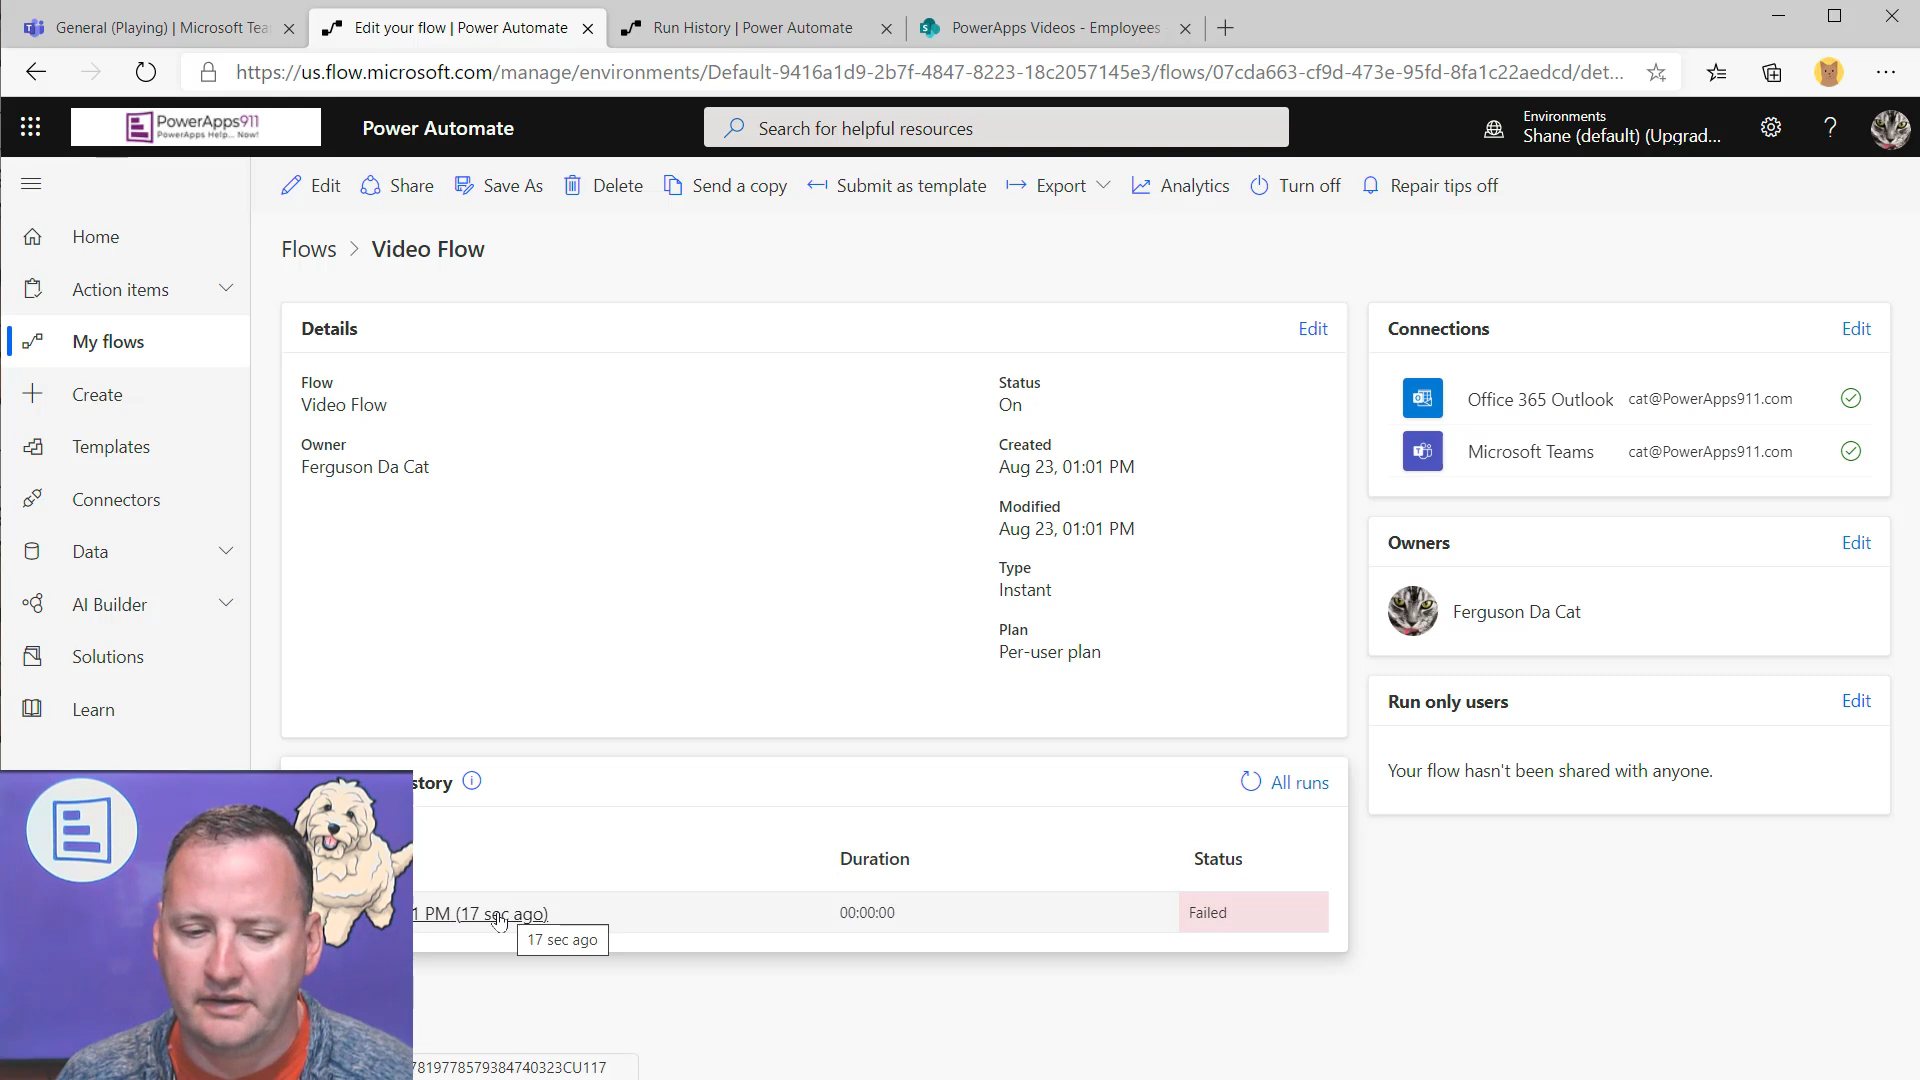 General (Playing) | Microsoft Tea
Edit your flow | Power Automate
Run History | Power Automate
PowerApps Videos - Employees
https://us.flow.microsoft.com/manage/environments/Default-9416a1d9-2b7f-4847-8223-18c2057145e3/flows/07cda663-cf9d-473e-95fd-8fa1c22aedcd/det...
PowerApps911
PowerApps Help... Now!
Power Automate
Search for helpful resources
Environments
Shane (default) (Upgrad...
Edit
Share
Save As
Delete
Send a copy
Submit as template
Export
Analytics
Turn off
Repair tips off
Home
Action items
My flows
Create
Templates
Connectors
Data
AI Builder
Solutions
Learn
Flows > Video Flow
Details
Edit
Flow
Video Flow
Owner
Ferguson Da Cat
Status
On
Created
Aug 23, 01:01 PM
Modified
Aug 23, 01:01 PM
Type
Instant
Plan
Per-user plan
Connections
Edit
Office 365 Outlook cat@PowerApps911.com
Microsoft Teams cat@PowerApps911.com
Owners
Edit
Ferguson Da Cat
Run only users
Edit
Your flow hasn't been shared with anyone.
story
All runs
Duration
Status
1 PM (17 sec ago)
00:00:00
Failed
17 sec ago
7819778579384740323CU117